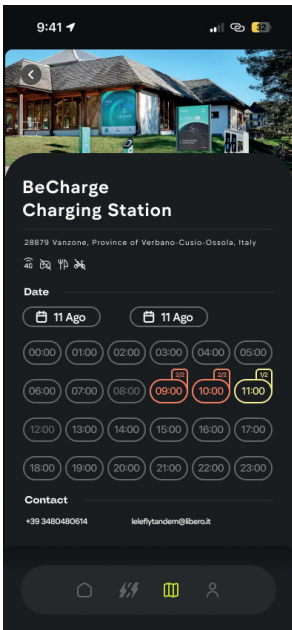 9:41
32
BeCharge
Charging Station
28879 Vanzone, Province of Verbano-Cusio-Ossola, Italy
4G
Date
11 Ago 11 Ago
00:00 01:00 02:00 03:00 04:00 05:00
2/2 2/2 1/2
06:00 07:00 08:00 09:00 10:00 11:00
12:00 13:00 14:00 15:00 16:00 17:00
18:00 19:00 20:00 21:00 22:00 23:00
Contact
+39 3480480614 leleflytandem@libero.it